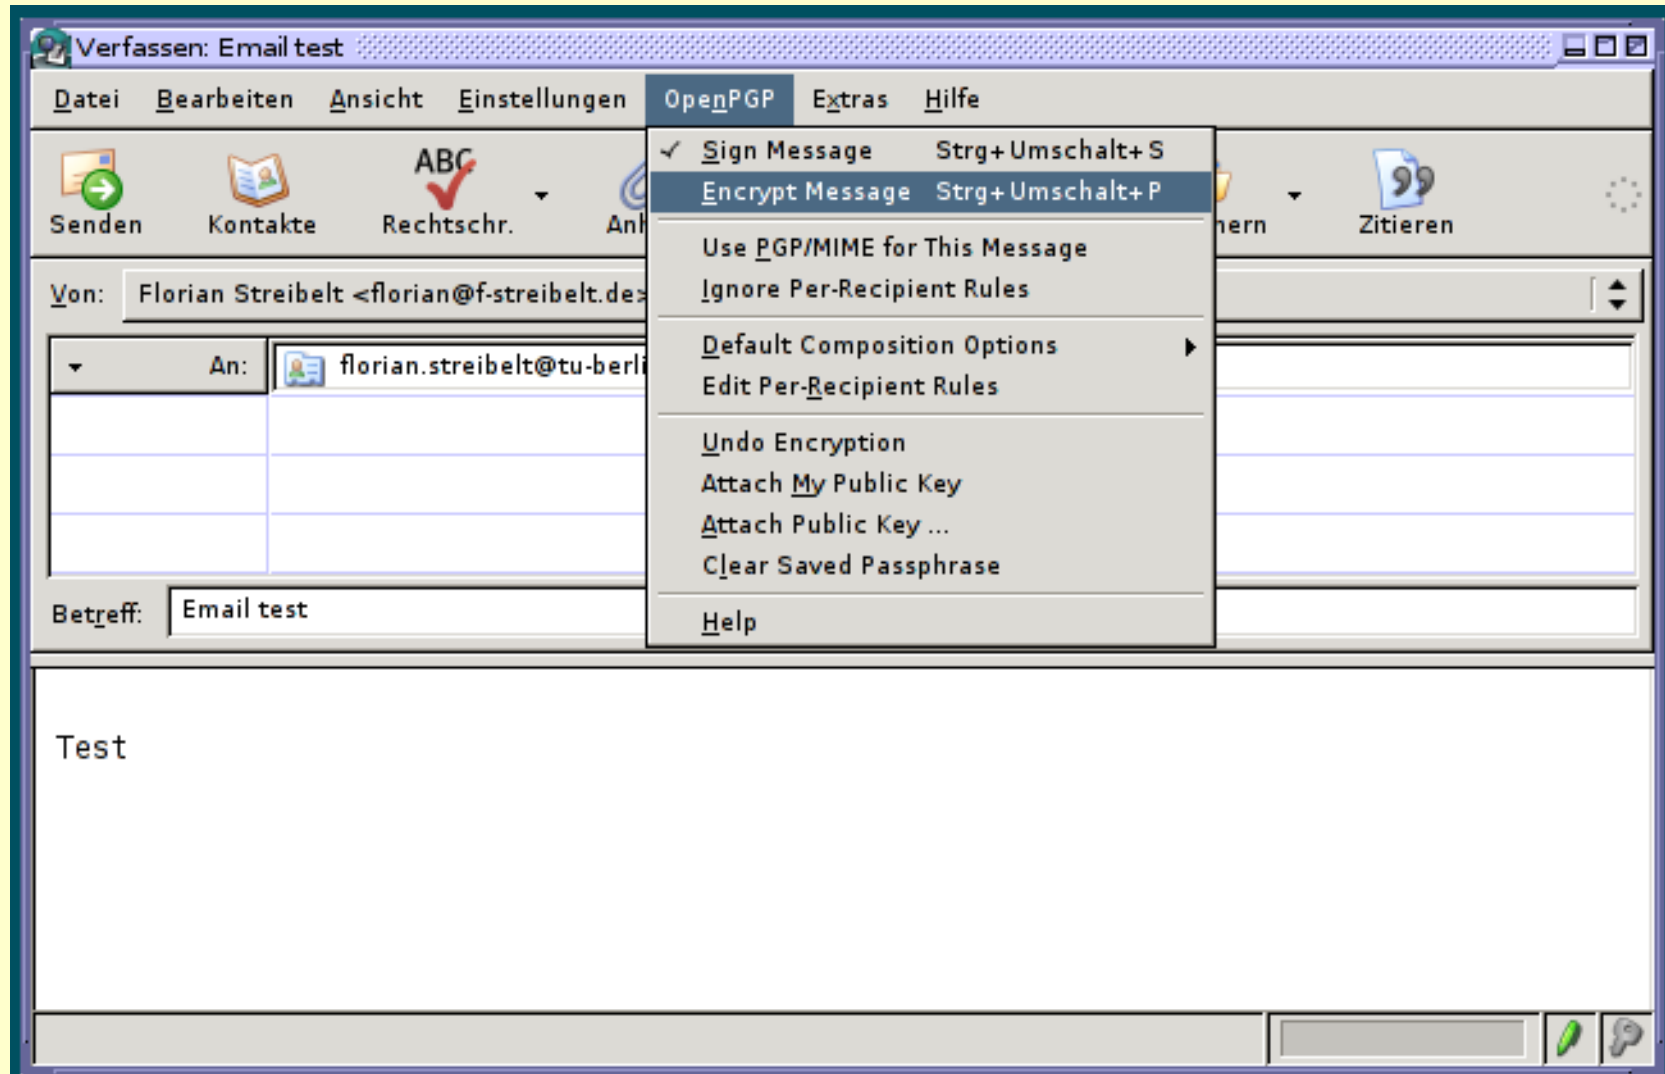 Verfassen: Email test
Datei Bearbeiten Ansicht Einstellungen OpenPGP Extras Hilfe
ABC
Senden Kontakte Rechtschr. Zitieren
Sign Message Strg+Umschalt+S
Encrypt Message Strg+Umschalt+P
Use PGP/MIME for This Message
Ignore Per-Recipient Rules
Default Composition Options
Edit Per-Recipient Rules
Undo Encryption
Attach My Public Key
Attach Public Key ...
Clear Saved Passphrase
Help
Von: Florian Streibelt <florian@f-streibelt.de>
An: florian.streibelt@tu-berli
Betreff: Email test
Test